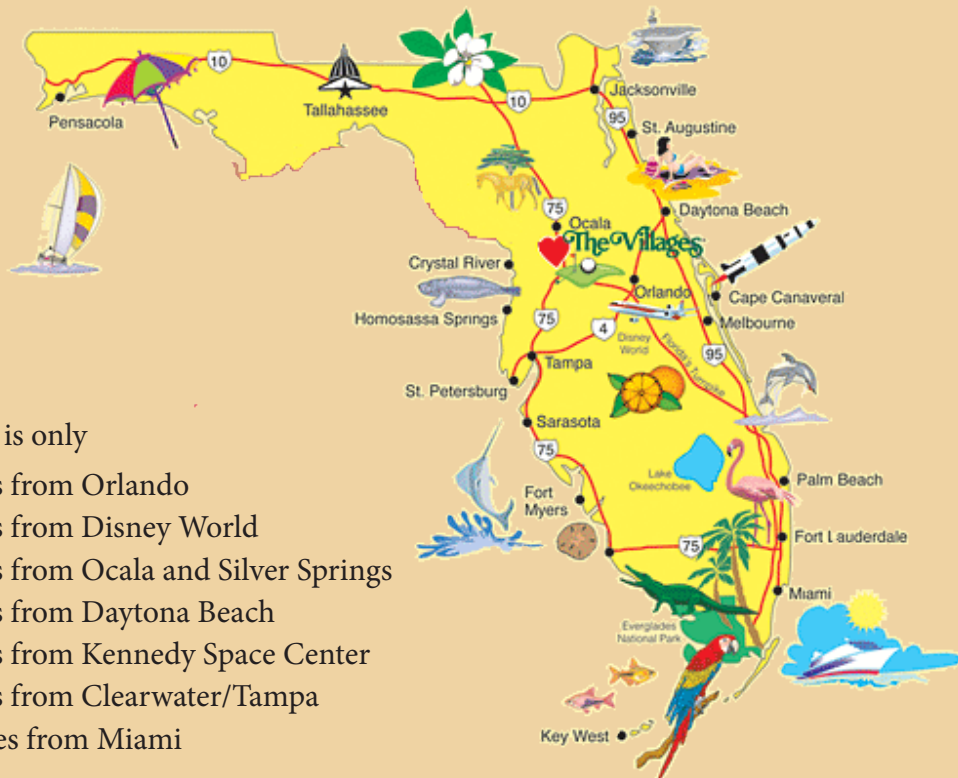 10
Tallahassee
Pensacola
10
Jacksonville
95
St. Augustine
75
Ocala
Daytona Beach
The Villages
Crystal River
Orlando
Cape Canaveral
Homosassa Springs
75
4
Melbourne
Disney
World
Florida's Turnpike
95
Tampa
St. Petersburg
Sarasota
75
Lake
Okeechobee
Palm Beach
Fort
Myers
75
Fort Lauderdale
Miami
Everglades
National Park
Key West
is only
s from Orlando
s from Disney World
s from Ocala and Silver Springs
s from Daytona Beach
s from Kennedy Space Center
s from Clearwater/Tampa
es from Miami